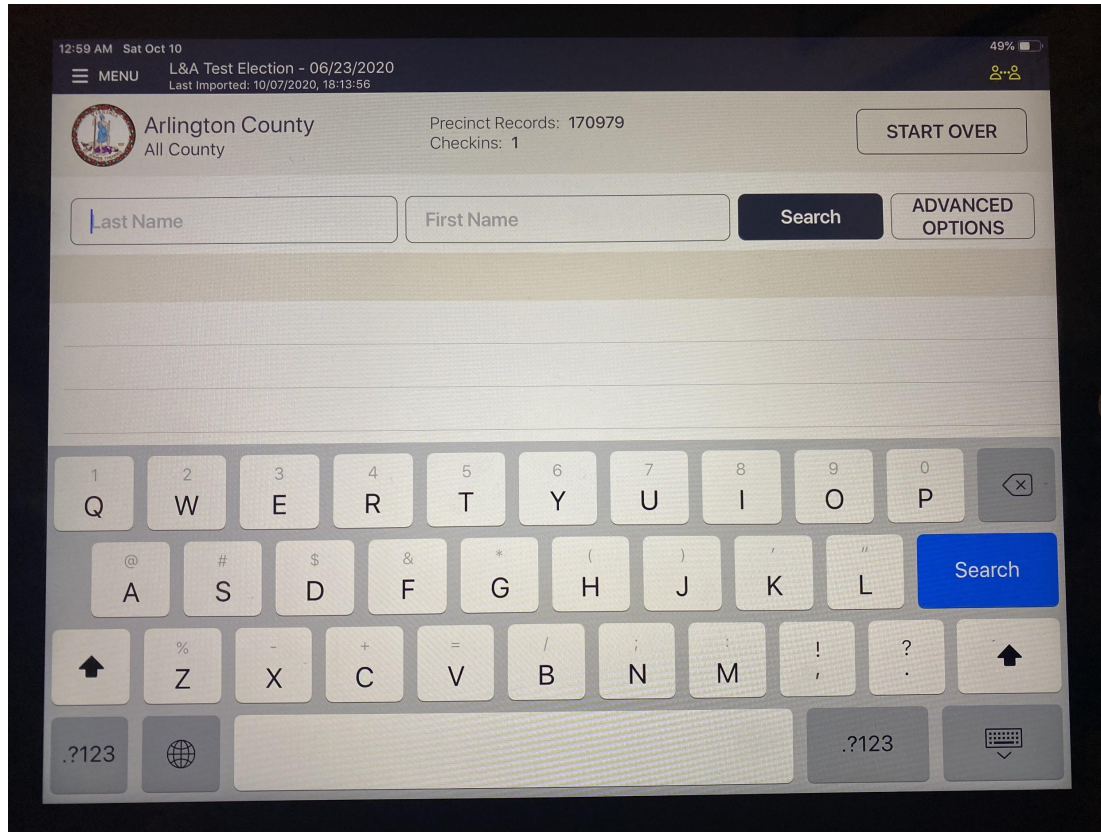 12:59 AM Sat Oct 10
49%
MENU
L&A Test Election - 06/23/2020
Last Imported: 10/07/2020, 18:13:56
Arlington County
All County
Precinct Records: 170979
Checkins: 1
START OVER
Last Name
First Name
Search
ADVANCED
OPTIONS
1 2 3 4 5 6 7 8 9 0
Q W E R T Y U I O P
@ # $ & * ( ) ' "
A S D F G H J K L
Search
% - + = / ; : ! ?
Z X C V B N M , .
.?123
.?123